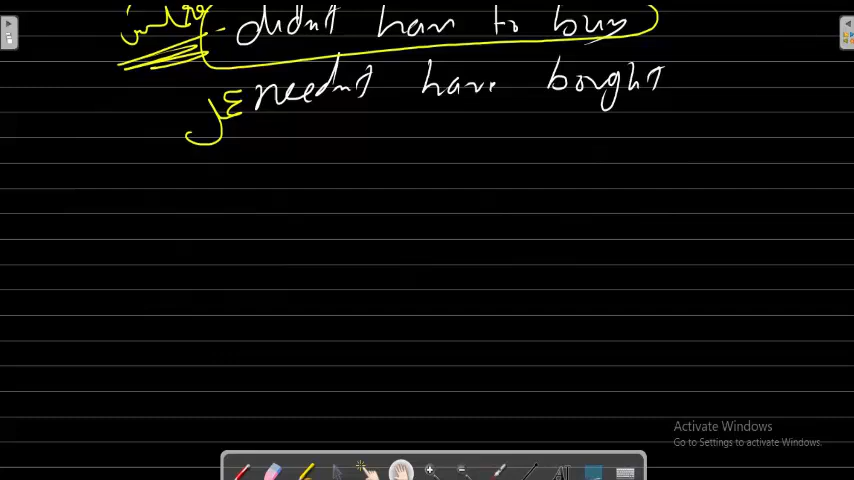 - didn't have to buy
needn't have bought
Activate Windows
Go to Settings to activate Windows.